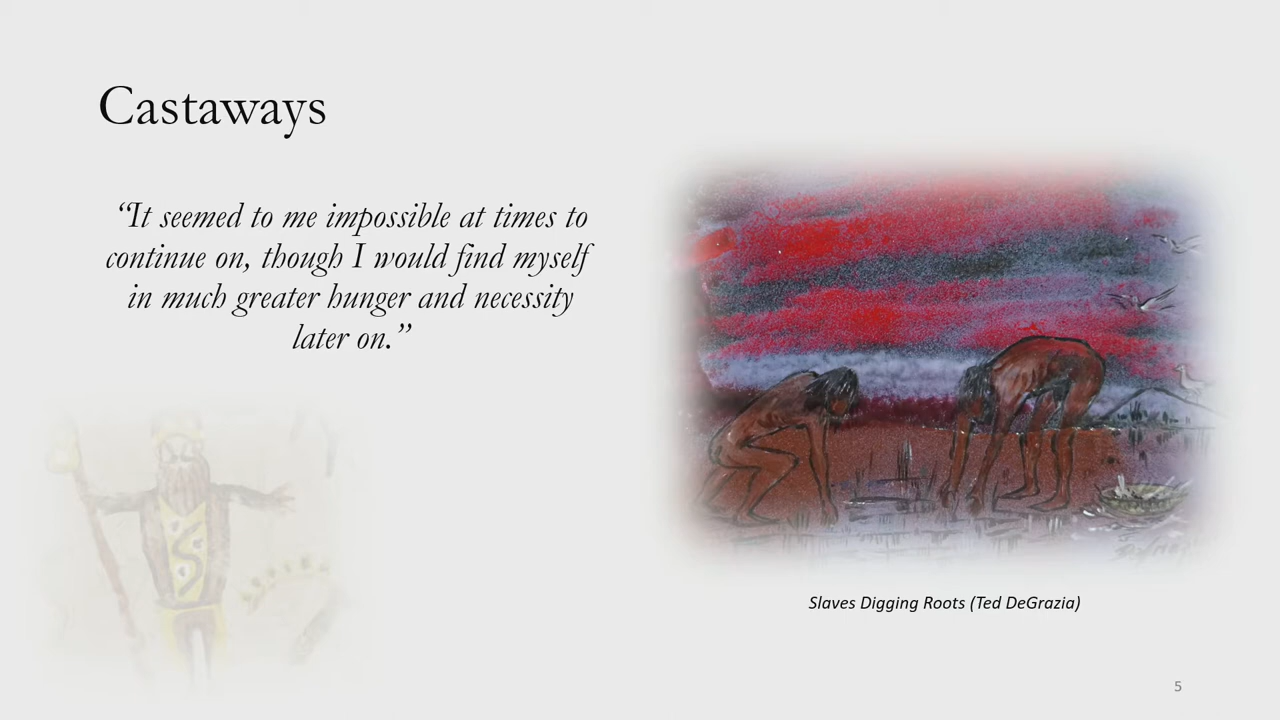 Castaways
“It seemed to me impossible at times to
continue on, though I would find myself
in much greater hunger and necessity
later on.”
Slaves Digging Roots (Ted DeGrazia)
5